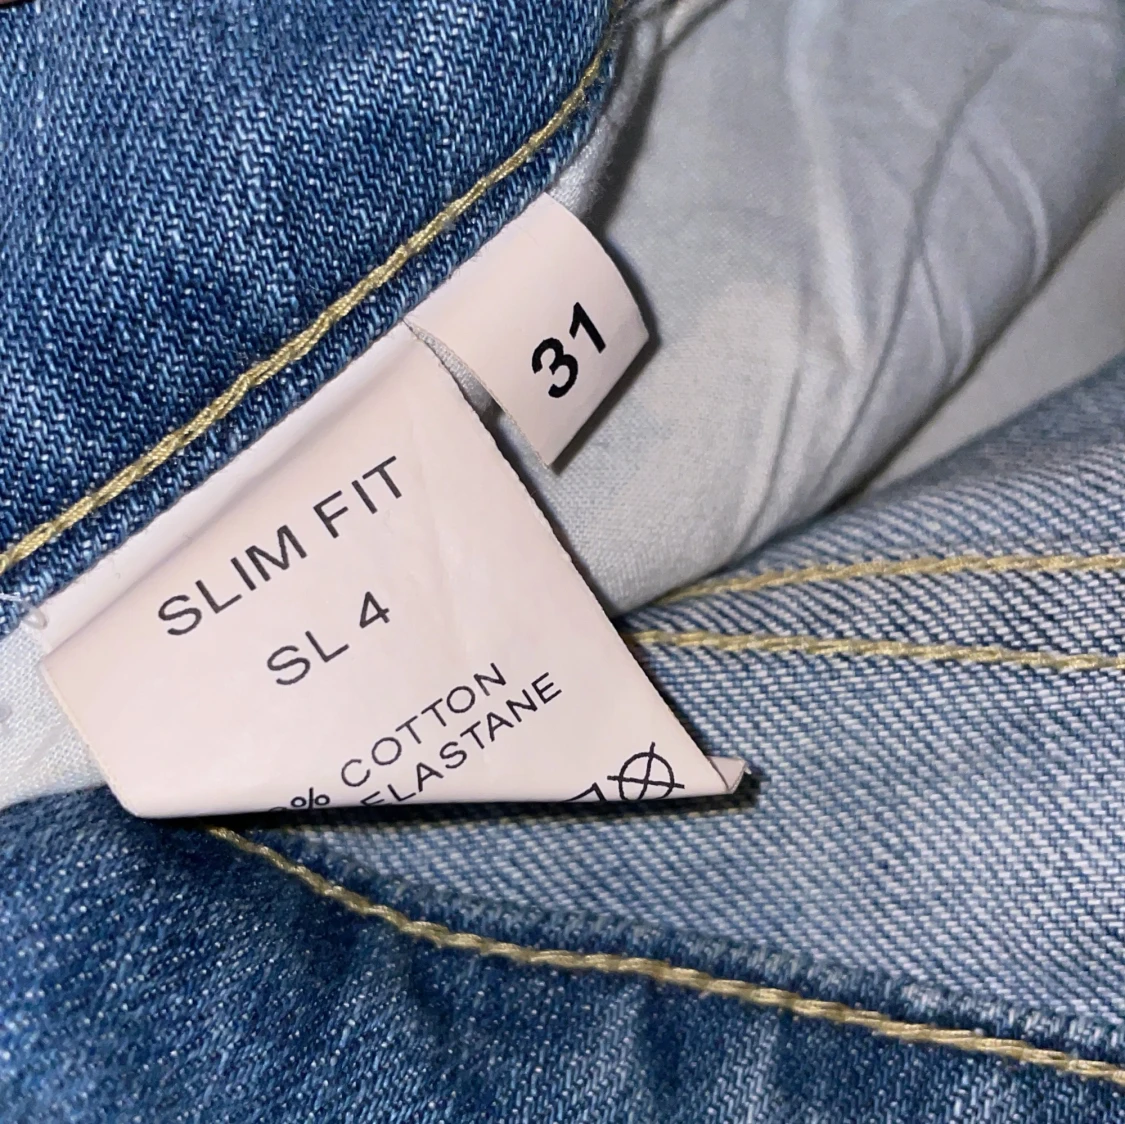 31
SLIM FIT
SL 4
% COTTON
ELASTANE